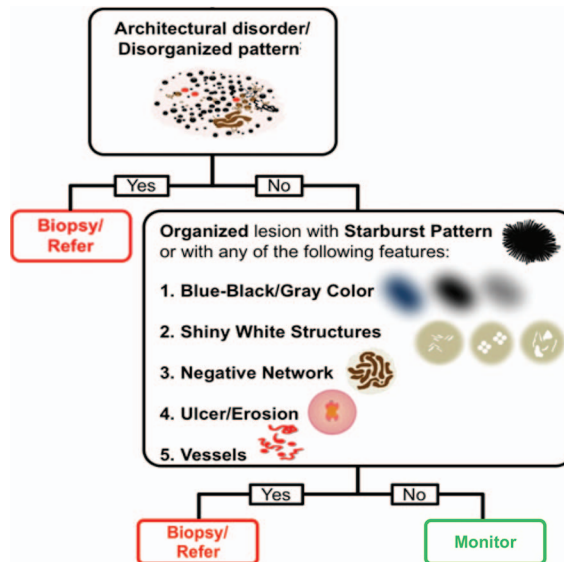 Architectural disorder/
Disorganized pattern
Yes
No
Biopsy/
Refer
Organized lesion with Starburst Pattern
or with any of the following features:
1. Blue-Black/Gray Color
2. Shiny White Structures
3. Negative Network
4. Ulcer/Erosion
5. Vessels
Yes
No
Biopsy/
Refer
Monitor